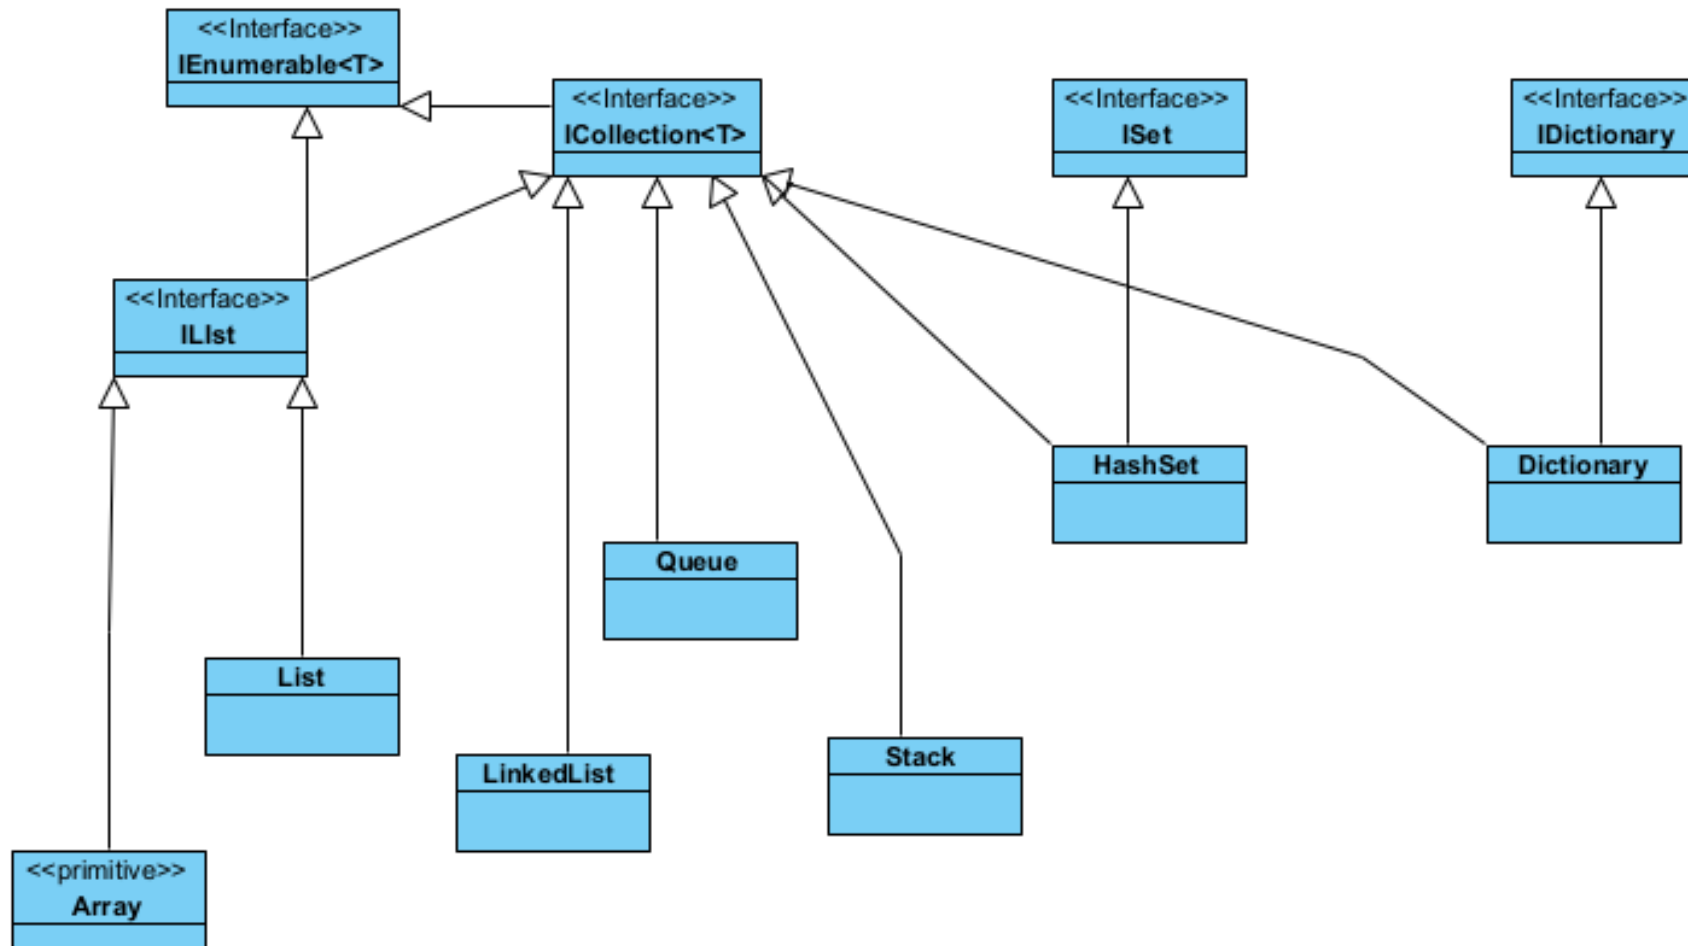 <<Interface>>
IEnumerable<T>
<<Interface>>
ICollection<T>
<<Interface>>
ISet
<<Interface>>
IDictionary
<<Interface>>
ILIst
HashSet
Dictionary
Queue
List
LinkedList
Stack
<<primitive>>
Array